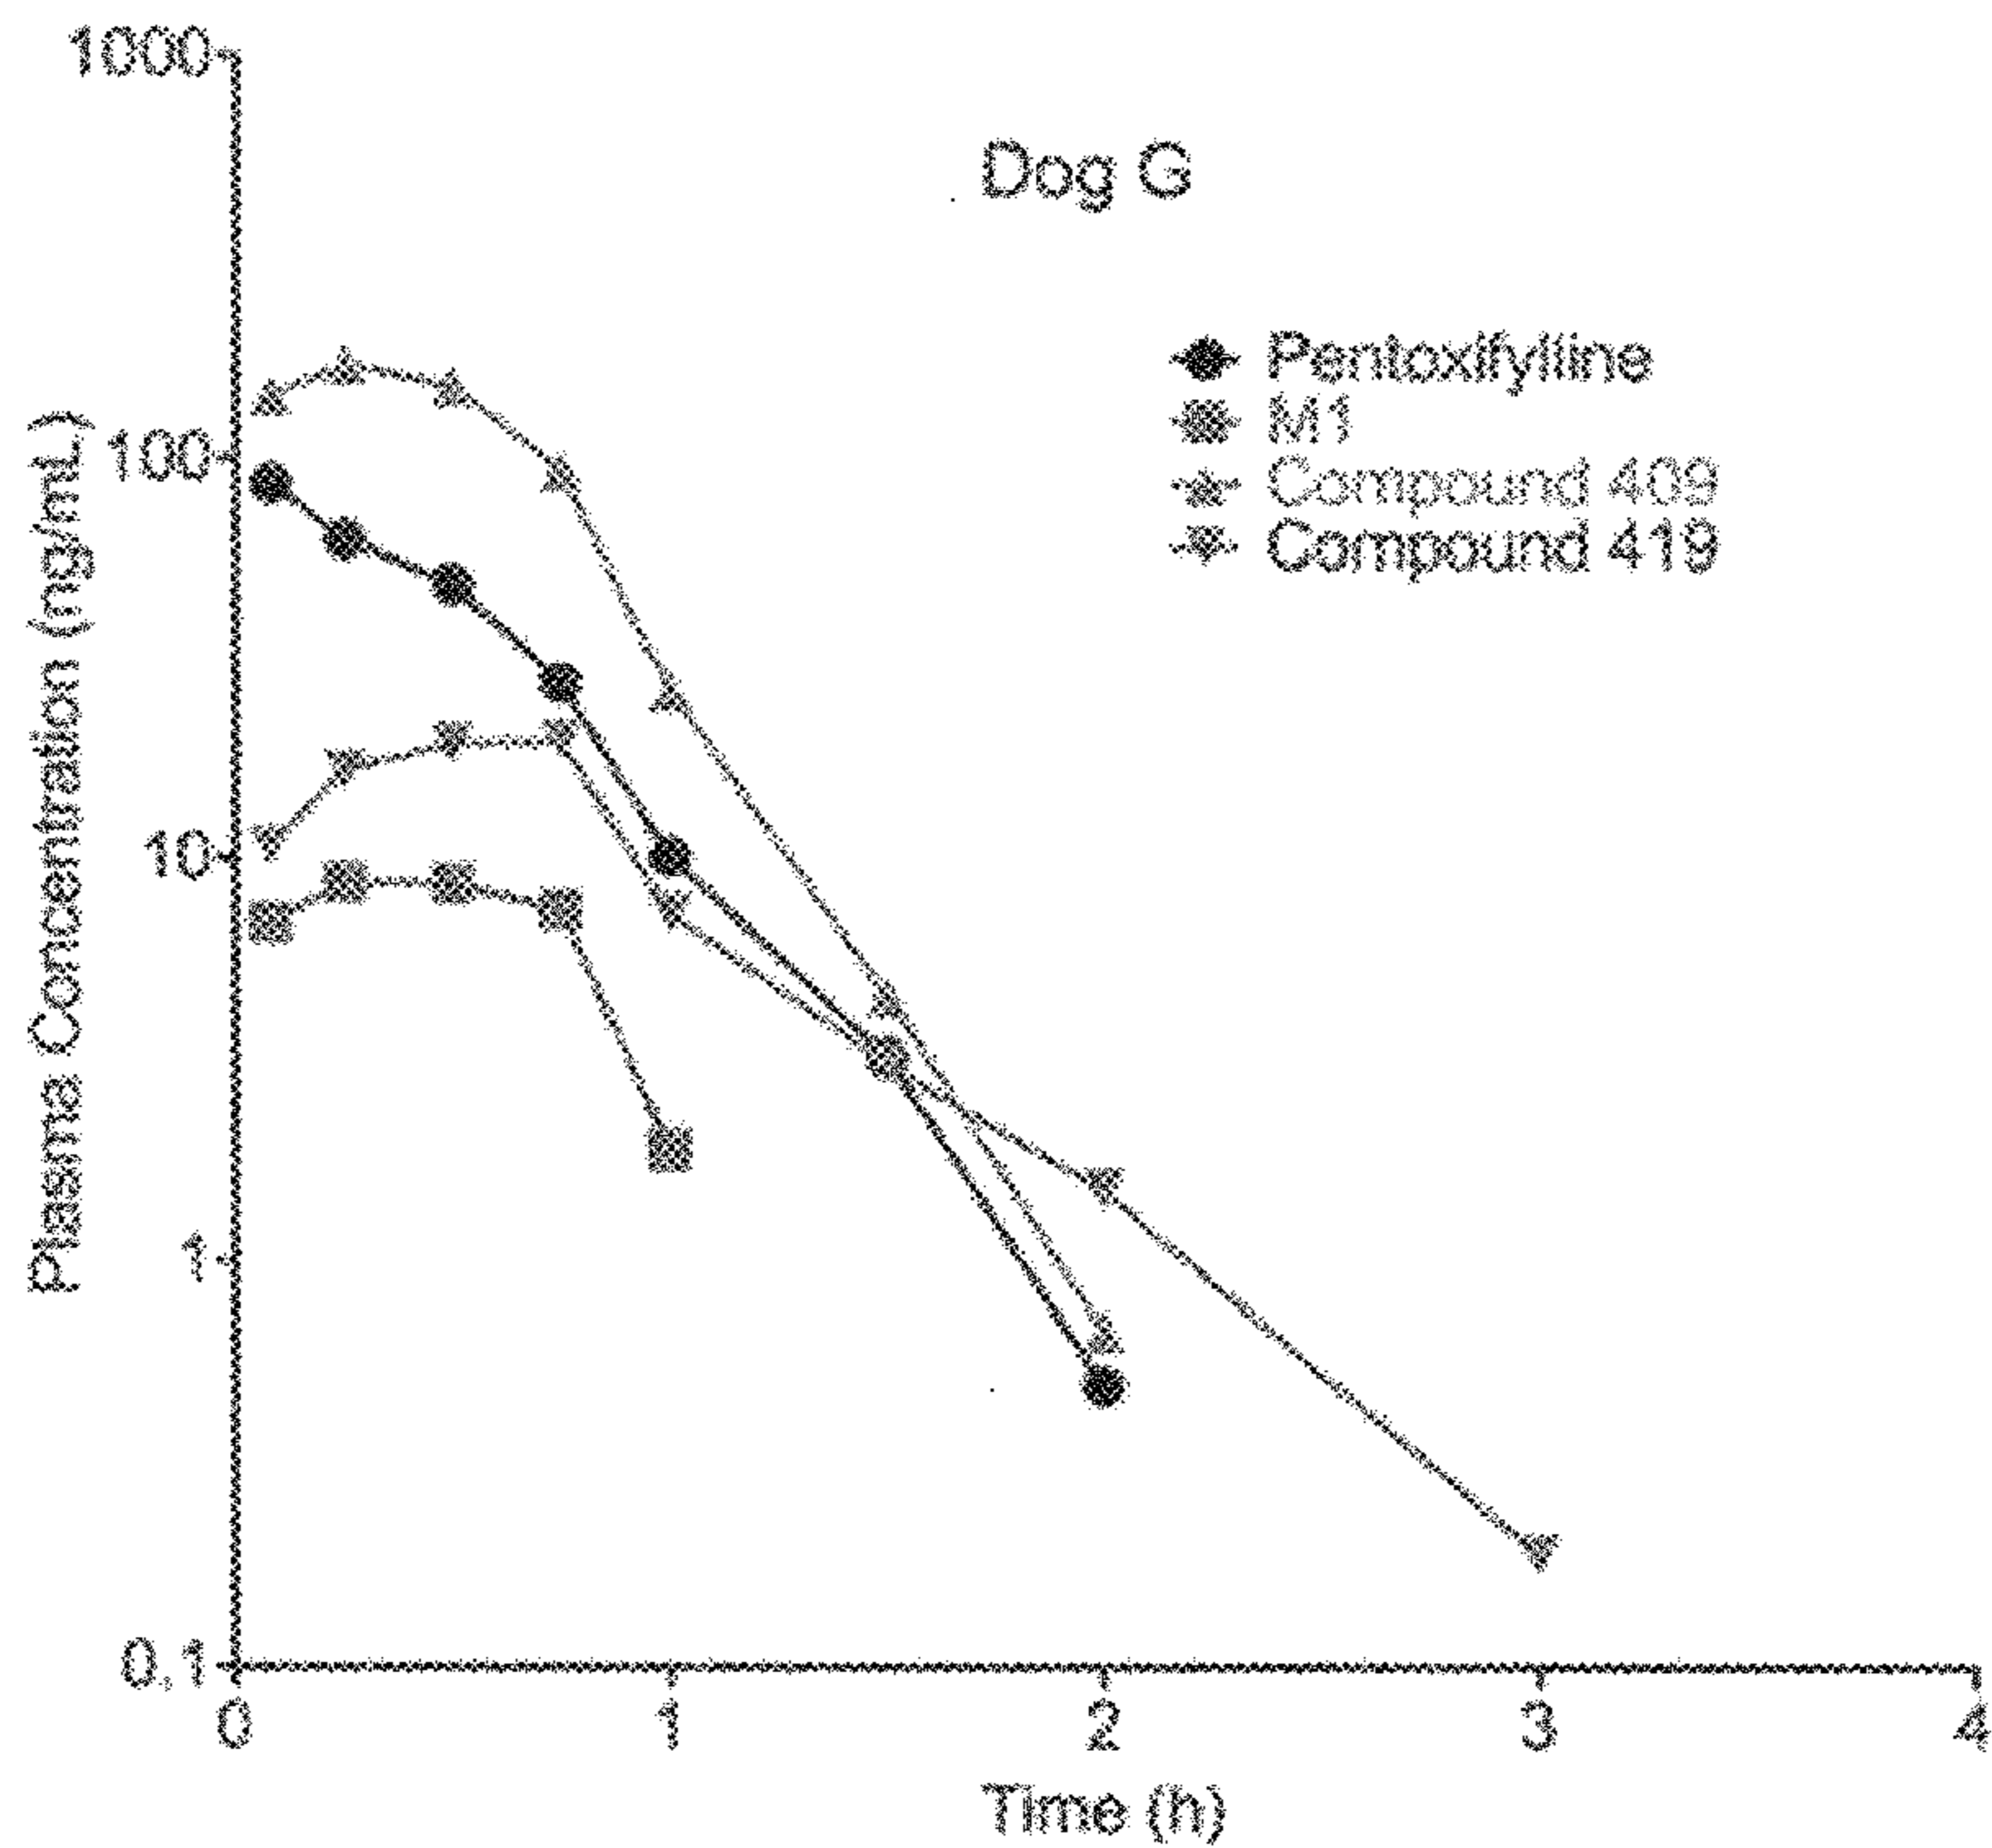 1000
Dog G
Pentoxifylline
M1
Compound 409
Compound 419
100
10
1
0.1
Plasma Concentration (ng/mL)
0 1 2 3 4
Time (h)